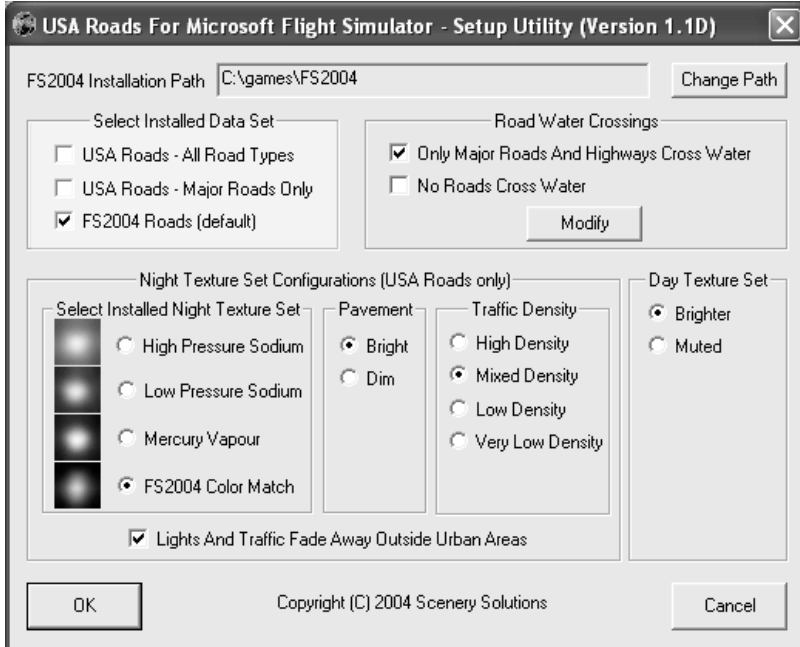 USA Roads For Microsoft Flight Simulator - Setup Utility (Version 1.1D)
FS2004 Installation Path
C:\games\FS2004
Change Path
Select Installed Data Set
USA Roads - All Road Types
USA Roads - Major Roads Only
FS2004 Roads (default)
Road Water Crossings
Only Major Roads And Highways Cross Water
No Roads Cross Water
Modify
Night Texture Set Configurations (USA Roads only)
Select Installed Night Texture Set
High Pressure Sodium
Low Pressure Sodium
Mercury Vapour
FS2004 Color Match
Pavement
Bright
Dim
Traffic Density
High Density
Mixed Density
Low Density
Very Low Density
Lights And Traffic Fade Away Outside Urban Areas
Day Texture Set
Brighter
Muted
OK
Copyright (C) 2004 Scenery Solutions
Cancel